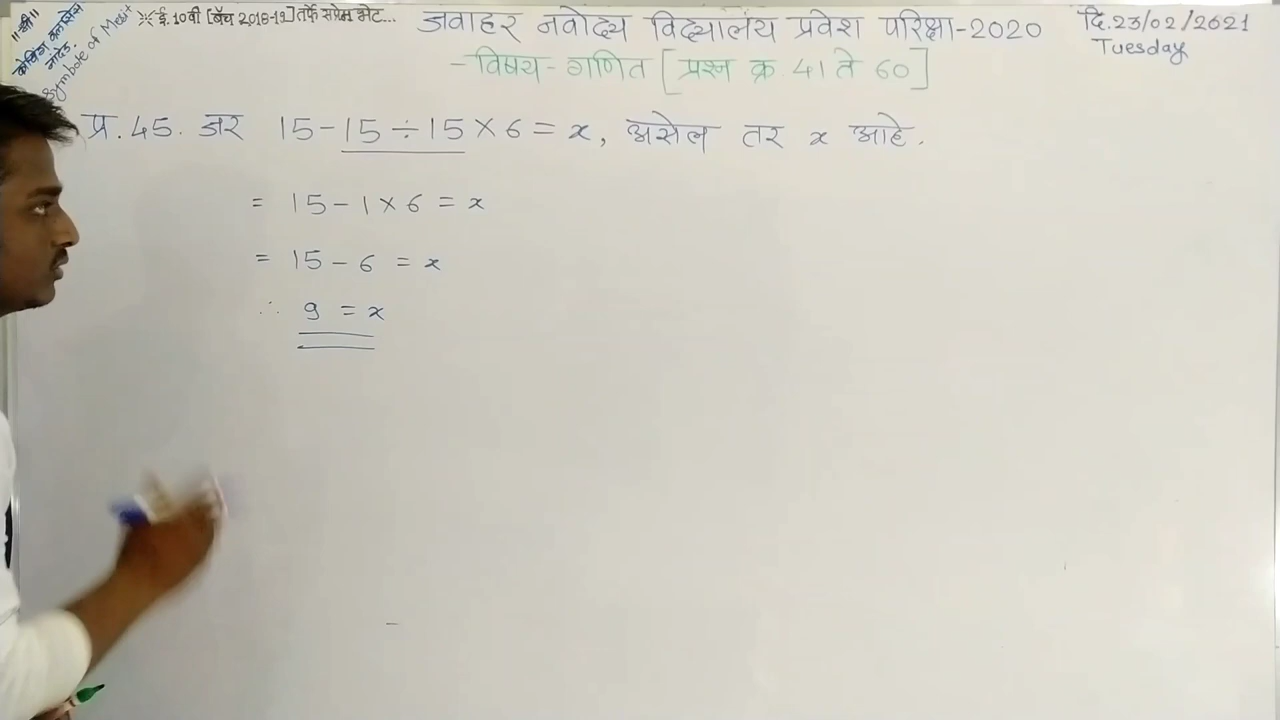 ॥श्री॥
कोचिंग क्लासेस
नांदेड.
Symbole of Merit
ई.10वी [बॅच 2018-19] तर्फे सप्रेम भेट...
जवाहर नवोदय विद्यालय प्रवेश परिक्षा-2020
दि.23/02/2021
Tuesday
-विषय-गणित [प्रश्न क्र 41 ते 60]
प्र.45. जर 15-15÷15×6=x, असेल तर x आहे.
= 15-1×6=x
= 15-6=x
∴ 9=x